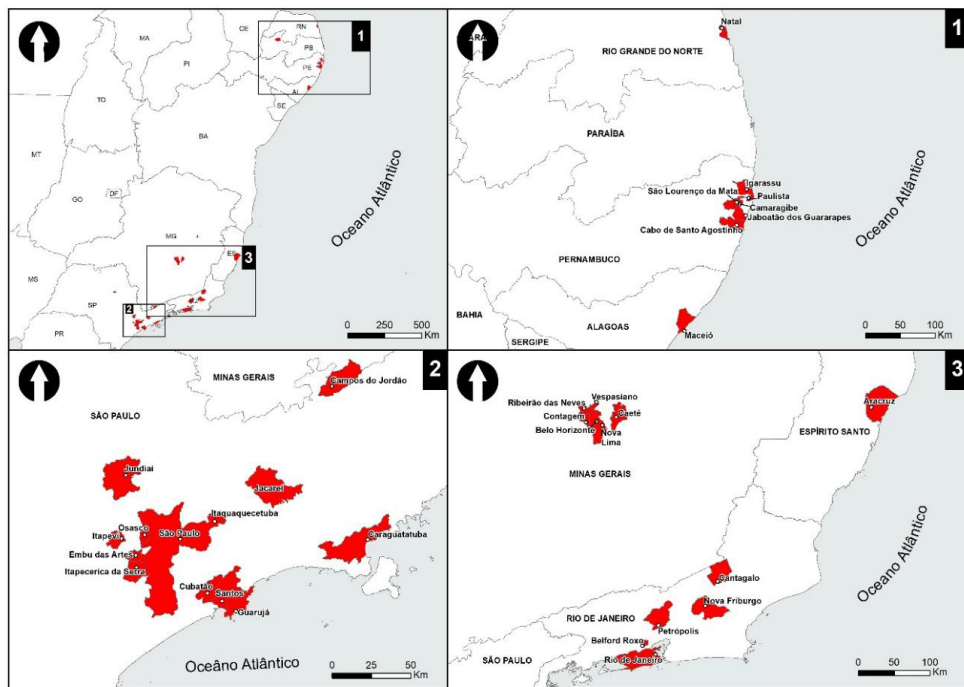 1
CE
RN
MA
PB
PI
PE
AL
SE
TO
BA
MT
DF
GO
Oceano Atlântico
MG
ES
3
MS
SP
2
PR
0 250 500
Km
1
Natal
RIO GRANDE DO NORTE
PARAÍBA
Igarassu
São Lourenço da Mata
Paulista
Camaragibe
Jaboatão dos Guararapes
Cabo de Santo Agostinho
Oceano Atlântico
PERNAMBUCO
BAHIA
ALAGOAS
Maceió
SERGIPE
0 50 100
Km
2
MINAS GERAIS
Campos do Jordão
SÃO PAULO
Jundiaí
Jacareí
Itaquaquecetuba
Osasco
São Paulo
Itapevi
Caraguatatuba
Embu das Artes
Itapecerica da Serra
Cubatão
Santos
Guarujá
Oceâno Atlântico
0 25 50
Km
3
Vespasiano
Ribeirão das Neves
Contagem
Caeté
Belo Horizonte
Nova
Lima
Aracruz
ESPÍRITO SANTO
MINAS GERAIS
Oceano Atlântico
Cantagalo
Nova Friburgo
RIO DE JANEIRO
Petrópolis
Belford Roxo
SÃO PAULO
Rio de Janeiro
0 50 100
Km